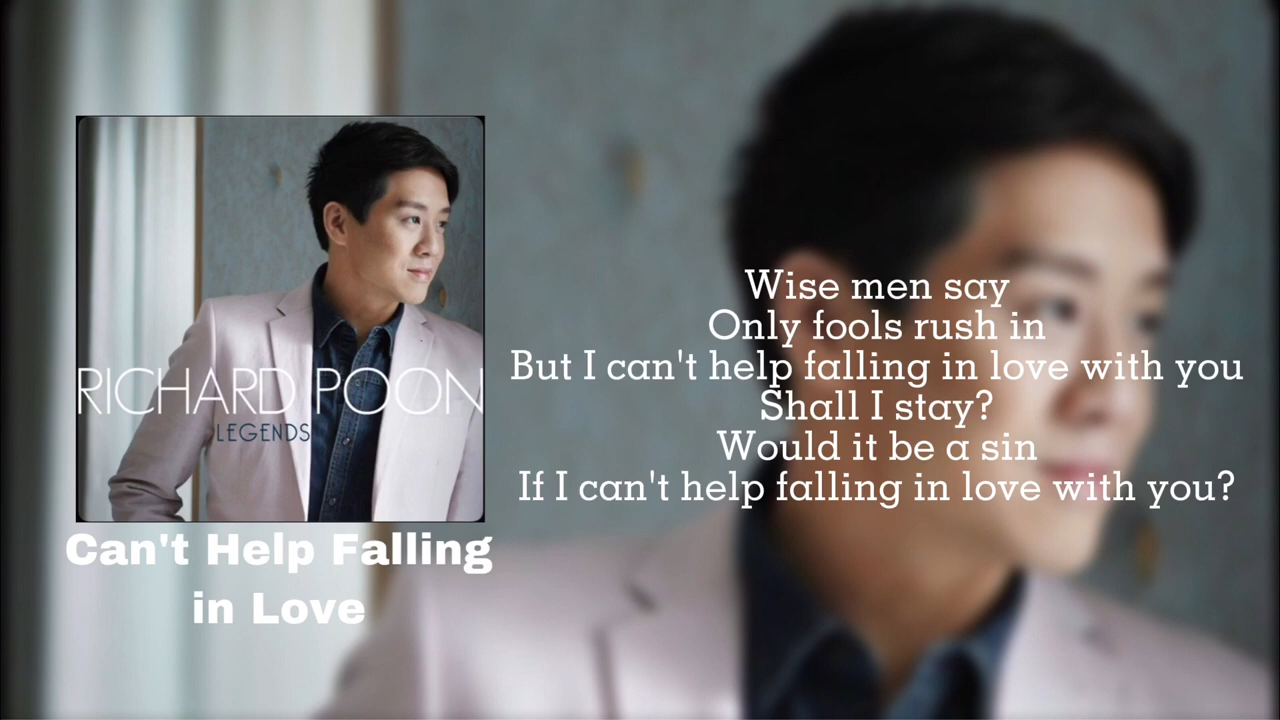 RICHARD POON
LEGENDS
Can't Help Falling
in Love
Wise men say
Only fools rush in
But I can't help falling in love with you
Shall I stay?
Would it be a sin
If I can't help falling in love with you?